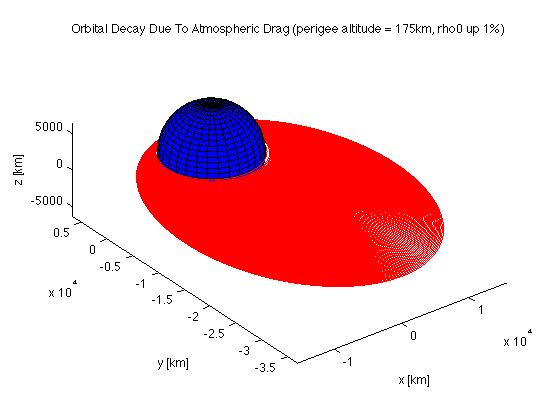 Orbital Decay Due To Atmospheric Drag (perigee altitude = 175km, rho0 up 1%)
5000
0
-5000
z [km]
0.5
0
-0.5
-1
-1.5
-2
-2.5
-3
-3.5
x 10^4
y [km]
-1
0
1
x 10^4
x [km]